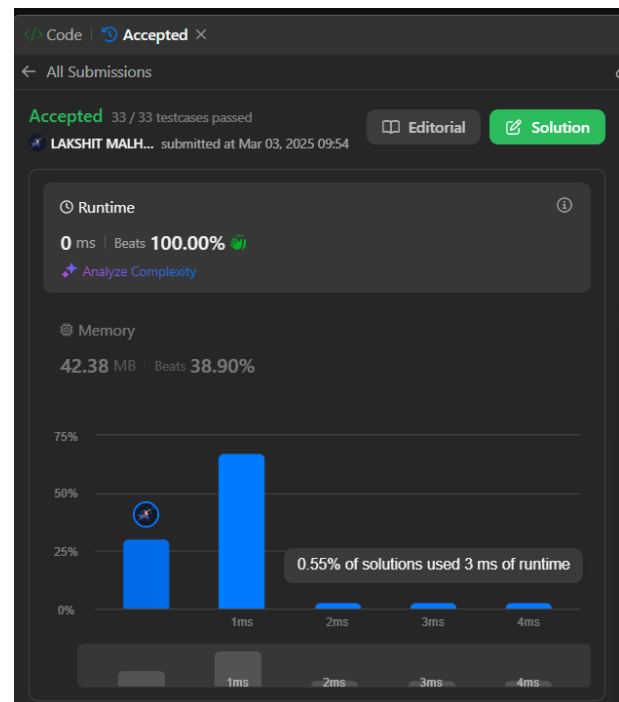 </> Code | Accepted ×
← All Submissions
Accepted 33 / 33 testcases passed
LAKSHIT MALH... submitted at Mar 03, 2025 09:54
Editorial
Solution
Runtime
0 ms | Beats 100.00%
Analyze Complexity
Memory
42.38 MB | Beats 38.90%
75%
50%
25%
0.55% of solutions used 3 ms of runtime
0%
1ms 2ms 3ms 4ms
1ms 2ms 3ms 4ms